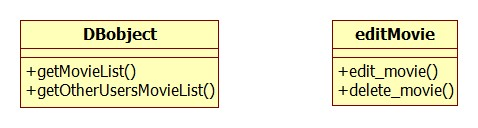 DBobject
+getMovieList()
+getOtherUsersMovieList()
editMovie
+edit_movie()
+delete_movie()